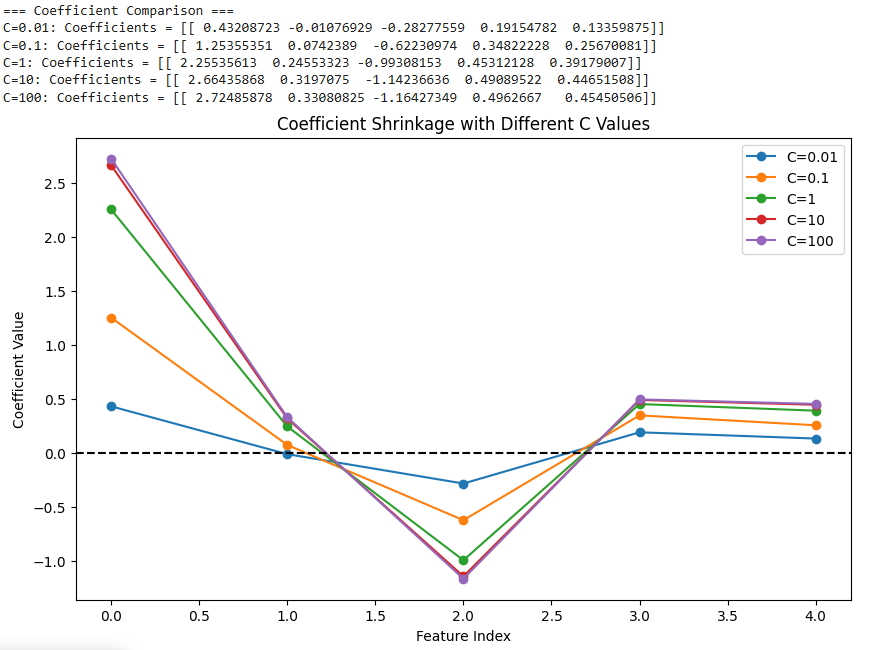 === Coefficient Comparison ===
C=0.01: Coefficients = [[ 0.43208723 -0.01076929 -0.28277559  0.19154782  0.13359875]]
C=0.1: Coefficients = [[ 1.25355351  0.0742389  -0.62230974  0.34822228  0.25670081]]
C=1: Coefficients = [[ 2.25535613  0.24553323 -0.99308153  0.45312128  0.39179007]]
C=10: Coefficients = [[ 2.66435868  0.3197075  -1.14236636  0.49089522  0.44651508]]
C=100: Coefficients = [[ 2.72485878  0.33080825 -1.16427349  0.4962667   0.45450506]]
Coefficient Shrinkage with Different C Values
C=0.01
C=0.1
C=1
C=10
C=100
2.5
2.0
1.5
1.0
0.5
0.0
−0.5
−1.0
Coefficient Value
0.0 0.5 1.0 1.5 2.0 2.5 3.0 3.5 4.0
Feature Index